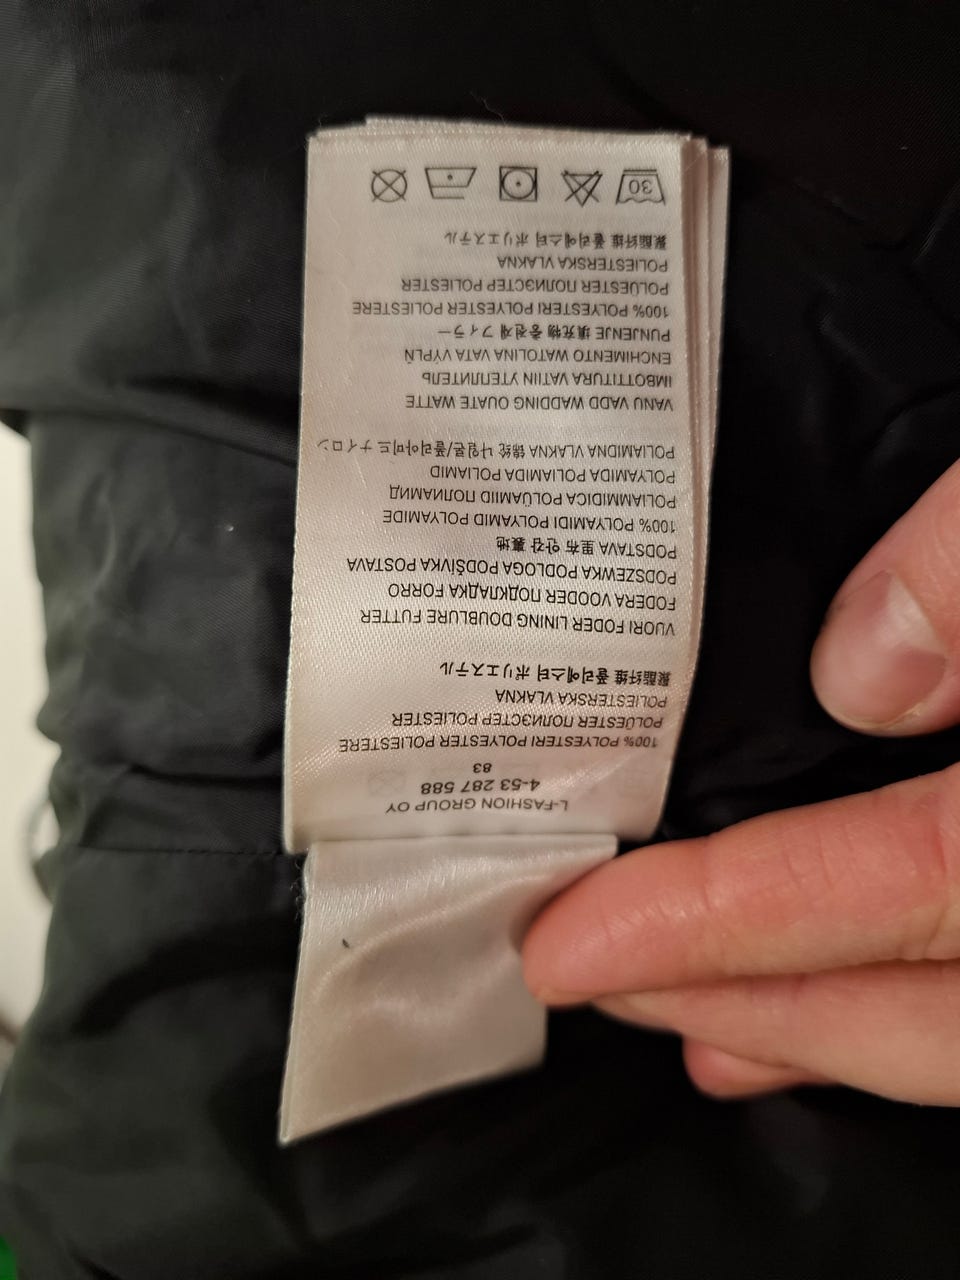 L-FASHION GROUP OY
4-53 287 588
83
100% POLYESTERI POLYESTER POLIESTERE
POLÜESTER ПОЛИЭСТЕР POLIESTER
POLIESTERSKA VLAKNA
聚酯纤维 폴리에스터 ポリエステル
VUORI FODER LINING DOUBLURE FUTTER
FODERA VOODER ПОДКЛАДКА FORRO
PODSZEWKA PODLOGA PODŠÍVKA POSTAVA
PODSTAVA 里布 안감 裏地
100% POLYAMIDI POLYAMID POLYAMIDE
POLIAMMIDICA POLÜAMIID ПОЛИАМИД
POLYAMIDA POLIAMIDA POLIAMID
POLIAMIDNA VLAKNA 锦纶 나일론/폴리아미드 ナイロン
VANU VADD WADDING OUATE WATTE
IMBOTTITURA VATIIN УТЕПЛИТЕЛЬ
ENCHIMENTO WATOLINA VATA VÝPLŇ
PUNJENJE 填充物 충전재 フィラー
100% POLYESTERI POLYESTER POLIESTERE
POLÜESTER ПОЛИЭСТЕР POLIESTER
POLIESTERSKA VLAKNA
聚酯纤维 폴리에스터 ポリエステル
30